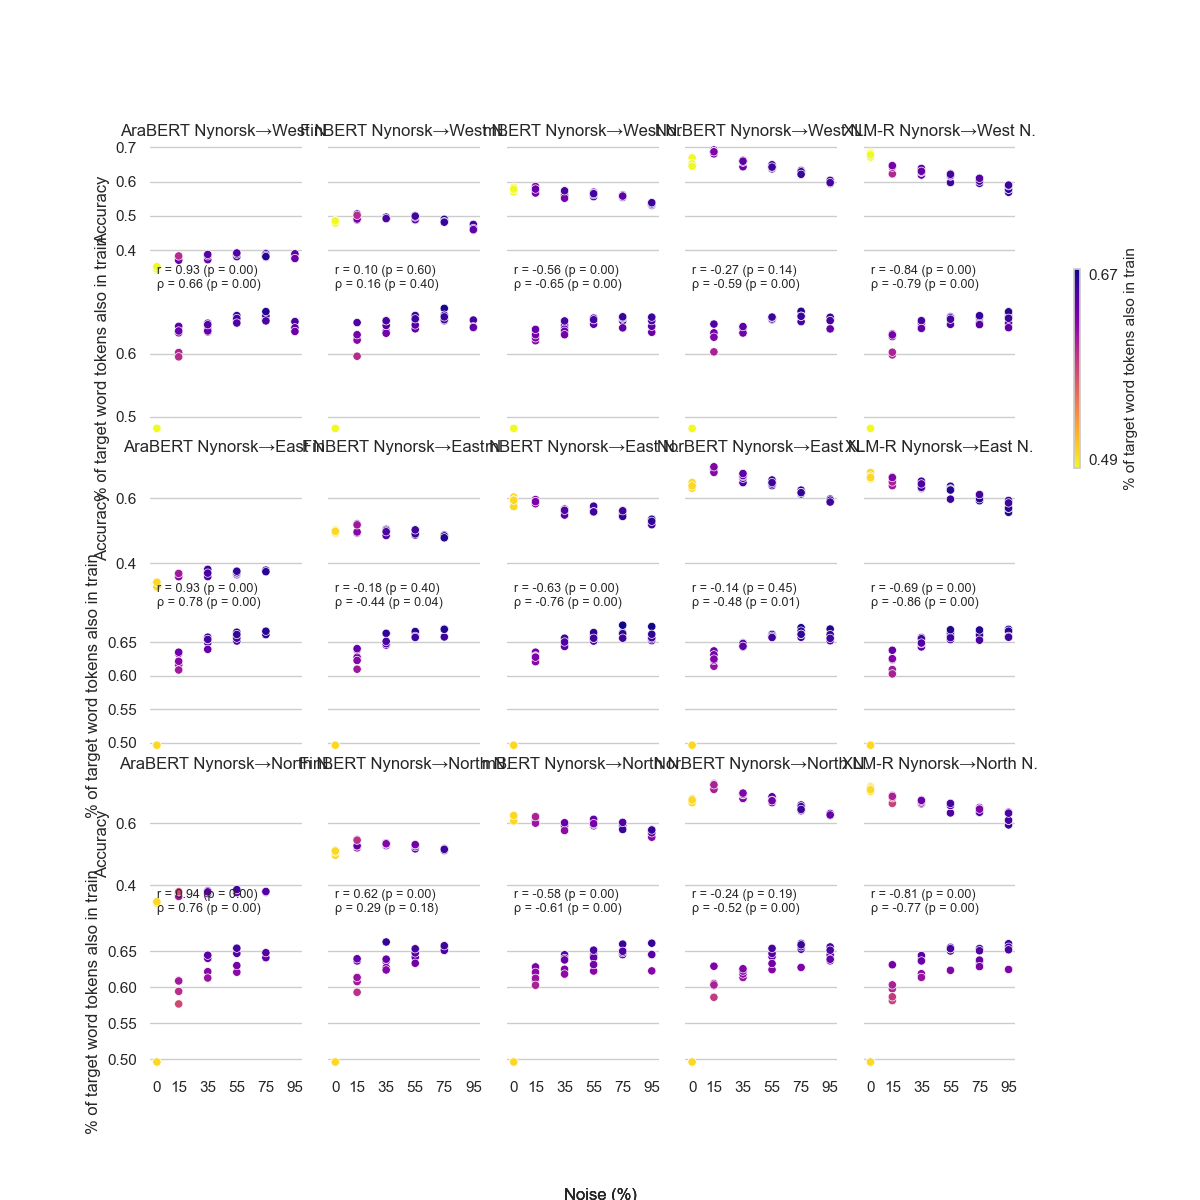 AraBERT Nynorsk→West N.
FinBERT Nynorsk→West N.
mBERT Nynorsk→West N.
NorBERT Nynorsk→West N.
XLM-R Nynorsk→West N.
0.7
0.6
0.5
0.4
Accuracy
r = 0.93 (p = 0.00)
ρ = 0.66 (p = 0.00)
r = 0.10 (p = 0.60)
ρ = 0.16 (p = 0.40)
r = -0.56 (p = 0.00)
ρ = -0.65 (p = 0.00)
r = -0.27 (p = 0.14)
ρ = -0.59 (p = 0.00)
r = -0.84 (p = 0.00)
ρ = -0.79 (p = 0.00)
0.6
0.5
% of target word tokens also in train
0.67
0.49
% of target word tokens also in train
AraBERT Nynorsk→East N.
FinBERT Nynorsk→East N.
mBERT Nynorsk→East N.
NorBERT Nynorsk→East N.
XLM-R Nynorsk→East N.
0.6
0.4
Accuracy
r = 0.93 (p = 0.00)
ρ = 0.78 (p = 0.00)
r = -0.18 (p = 0.40)
ρ = -0.44 (p = 0.04)
r = -0.63 (p = 0.00)
ρ = -0.76 (p = 0.00)
r = -0.14 (p = 0.45)
ρ = -0.48 (p = 0.01)
r = -0.69 (p = 0.00)
ρ = -0.86 (p = 0.00)
0.65
0.60
0.55
0.50
% of target word tokens also in train
AraBERT Nynorsk→North N.
FinBERT Nynorsk→North N.
mBERT Nynorsk→North N.
NorBERT Nynorsk→North N.
XLM-R Nynorsk→North N.
0.6
0.4
Accuracy
r = 0.94 (p = 0.00)
ρ = 0.76 (p = 0.00)
r = 0.62 (p = 0.00)
ρ = 0.29 (p = 0.18)
r = -0.58 (p = 0.00)
ρ = -0.61 (p = 0.00)
r = -0.24 (p = 0.19)
ρ = -0.52 (p = 0.00)
r = -0.81 (p = 0.00)
ρ = -0.77 (p = 0.00)
0.65
0.60
0.55
0.50
% of target word tokens also in train
0 15 35 55 75 95
0 15 35 55 75 95
0 15 35 55 75 95
0 15 35 55 75 95
0 15 35 55 75 95
Noise (%)